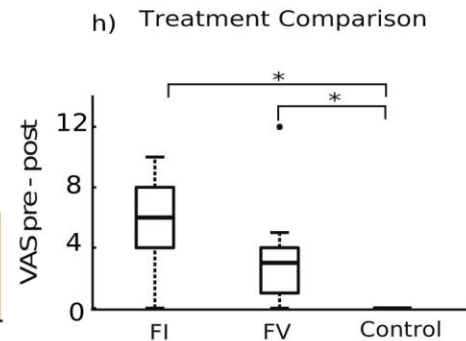 h) Treatment Comparison
*
*
VAS pre - post
12
8
4
0
FI FV Control